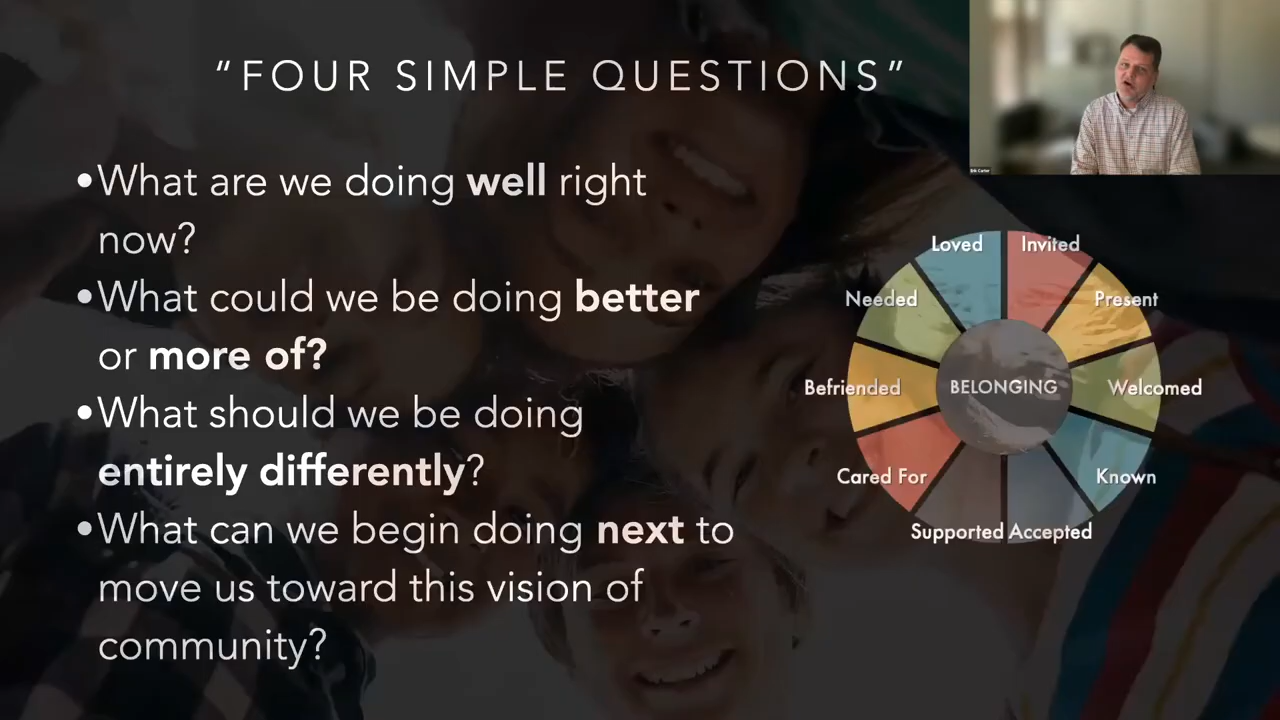 “FOUR SIMPLE QUESTIONS”
•What are we doing well right
now?
•What could we be doing better
or more of?
•What should we be doing
entirely differently?
•What can we begin doing next to
move us toward this vision of
community?
Erik Carter
Loved
Invited
Needed
Present
Befriended
BELONGING
Welcomed
Cared For
Known
Supported
Accepted